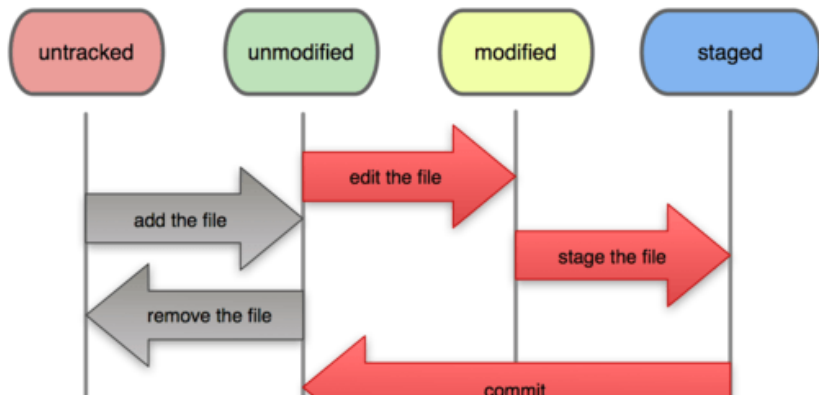 untracked
unmodified
modified
staged
edit the file
add the file
stage the file
remove the file
commit